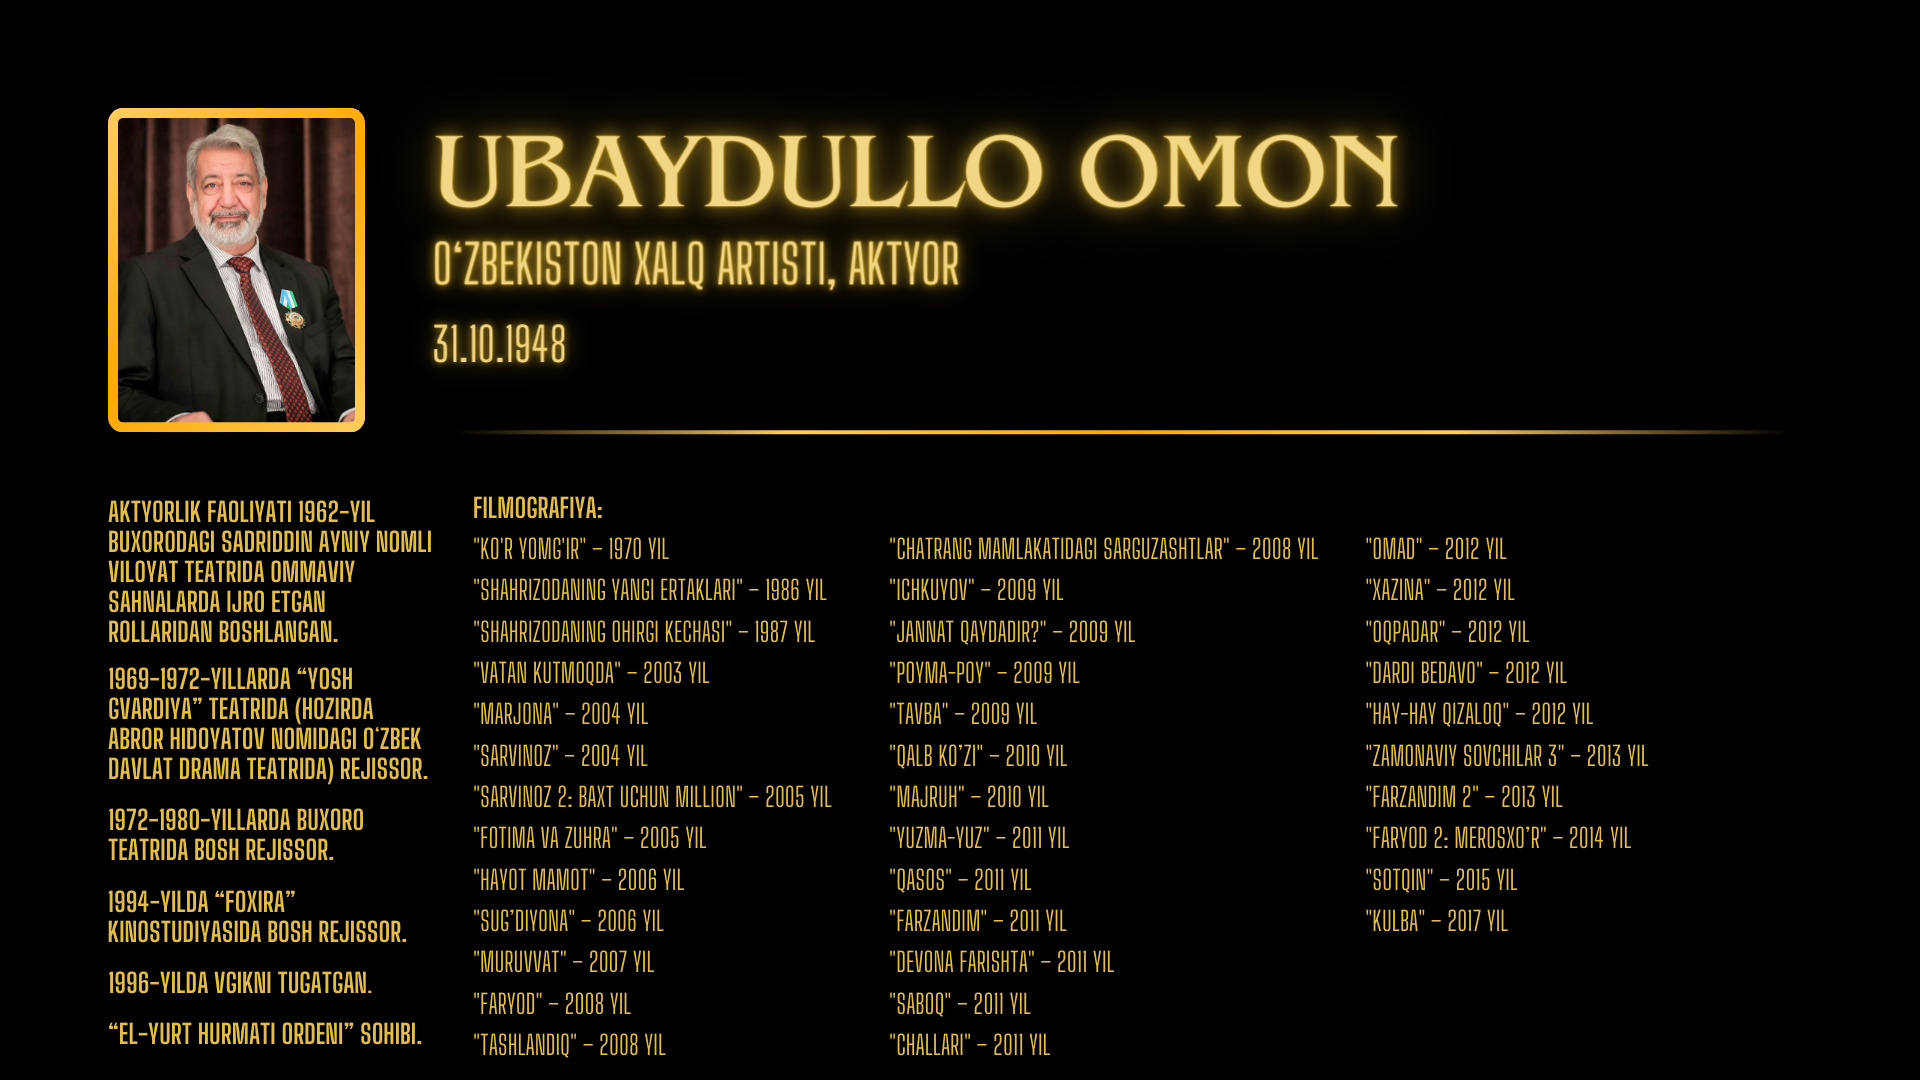 UBAYDULLO OMON
O‘ZBEKISTON XALQ ARTISTI, AKTYOR
31.10.1948
AKTYORLIK FAOLIYATI 1962-YIL
BUXORODAGI SADRIDDIN AYNIY NOMLI
VILOYAT TEATRIDA OMMAVIY
SAHNALARDA IJRO ETGAN
ROLLARIDAN BOSHLANGAN.
1969-1972-YILLARDA “YOSH
GVARDIYA” TEATRIDA (HOZIRDA
ABROR HIDOYATOV NOMIDAGI O‘ZBEK
DAVLAT DRAMA TEATRIDA) REJISSOR.
1972-1980-YILLARDA BUXORO
TEATRIDA BOSH REJISSOR.
1994-YILDA “FOXIRA”
KINOSTUDIYASIDA BOSH REJISSOR.
1996-YILDA VGIKNI TUGATGAN.
“EL-YURT HURMATI ORDENI” SOHIBI.
FILMOGRAFIYA:
"KO'R YOMG'IR" – 1970 YIL
"SHAHRIZODANING YANGI ERTAKLARI" – 1986 YIL
"SHAHRIZODANING OHIRGI KECHASI" – 1987 YIL
"VATAN KUTMOQDA" – 2003 YIL
"MARJONA" – 2004 YIL
"SARVINOZ" – 2004 YIL
"SARVINOZ 2: BAXT UCHUN MILLION" – 2005 YIL
"FOTIMA VA ZUHRA" – 2005 YIL
"HAYOT MAMOT" – 2006 YIL
"SUG’DIYONA" – 2006 YIL
"MURUVVAT" – 2007 YIL
"FARYOD" – 2008 YIL
"TASHLANDIQ" – 2008 YIL
"CHATRANG MAMLAKATIDAGI SARGUZASHTLAR" – 2008 YIL
"ICHKUYOV" – 2009 YIL
"JANNAT QAYDADIR?" – 2009 YIL
"POYMA-POY" – 2009 YIL
"TAVBA" – 2009 YIL
"QALB KO’ZI" – 2010 YIL
"MAJRUH" – 2010 YIL
"YUZMA-YUZ" – 2011 YIL
"QASOS" – 2011 YIL
"FARZANDIM" – 2011 YIL
"DEVONA FARISHTA" – 2011 YIL
"SABOQ" – 2011 YIL
"CHALLARI" – 2011 YIL
"OMAD" – 2012 YIL
"XAZINA" – 2012 YIL
"OQPADAR" – 2012 YIL
"DARDI BEDAVO" – 2012 YIL
"HAY-HAY QIZALOQ" – 2012 YIL
"ZAMONAVIY SOVCHILAR 3" – 2013 YIL
"FARZANDIM 2" – 2013 YIL
"FARYOD 2: MEROSXO’R" – 2014 YIL
"SOTQIN" – 2015 YIL
"KULBA" – 2017 YIL